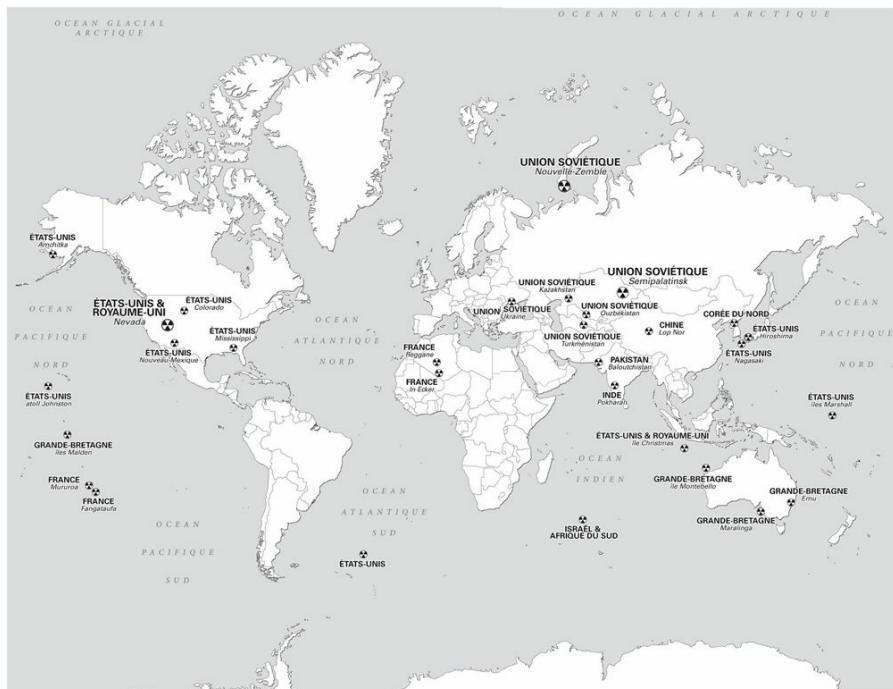 OCEAN GLACIAL
ARCTIQUE
OCEAN GLACIAL ARCTIQUE
UNION SOVIÉTIQUE
Nouvelle-Zemble
ÉTATS-UNIS
Amchitka
ÉTATS-UNIS &
ROYAUME-UNI
Nevada
ÉTATS-UNIS
Colorado
ÉTATS-UNIS
Mississippi
ÉTATS-UNIS
Nouveau-Mexique
OCEAN
PACIFIQUE
NORD
OCEAN
ATLANTIQUE
NORD
UNION SOVIÉTIQUE
Kazakhstan
UNION SOVIÉTIQUE
Semipalatinsk
UNION SOVIÉTIQUE
Ukraine
UNION SOVIÉTIQUE
Ouzbékistan
UNION SOVIÉTIQUE
Turkménistan
CHINE
Lop Nor
CORÉE DU NORD
ÉTATS-UNIS
Hiroshima
ÉTATS-UNIS
Nagasaki
OCEAN
PACIFIQUE
NORD
FRANCE
Reggane
FRANCE
In Ecker
PAKISTAN
Baloutchistan
INDE
Pokharan
ÉTATS-UNIS
atoll Johnston
ÉTATS-UNIS
îles Marshall
GRANDE-BRETAGNE
îles Malden
ÉTATS-UNIS & ROYAUME-UNI
île Christmas
OCEAN
INDIEN
FRANCE
Mururoa
FRANCE
Fangataufa
GRANDE-BRETAGNE
île Montebello
GRANDE-BRETAGNE
Emu
GRANDE-BRETAGNE
Maralinga
OCEAN
PACIFIQUE
SUD
OCEAN
ATLANTIQUE
SUD
ISRAËL &
AFRIQUE DU SUD
ÉTATS-UNIS